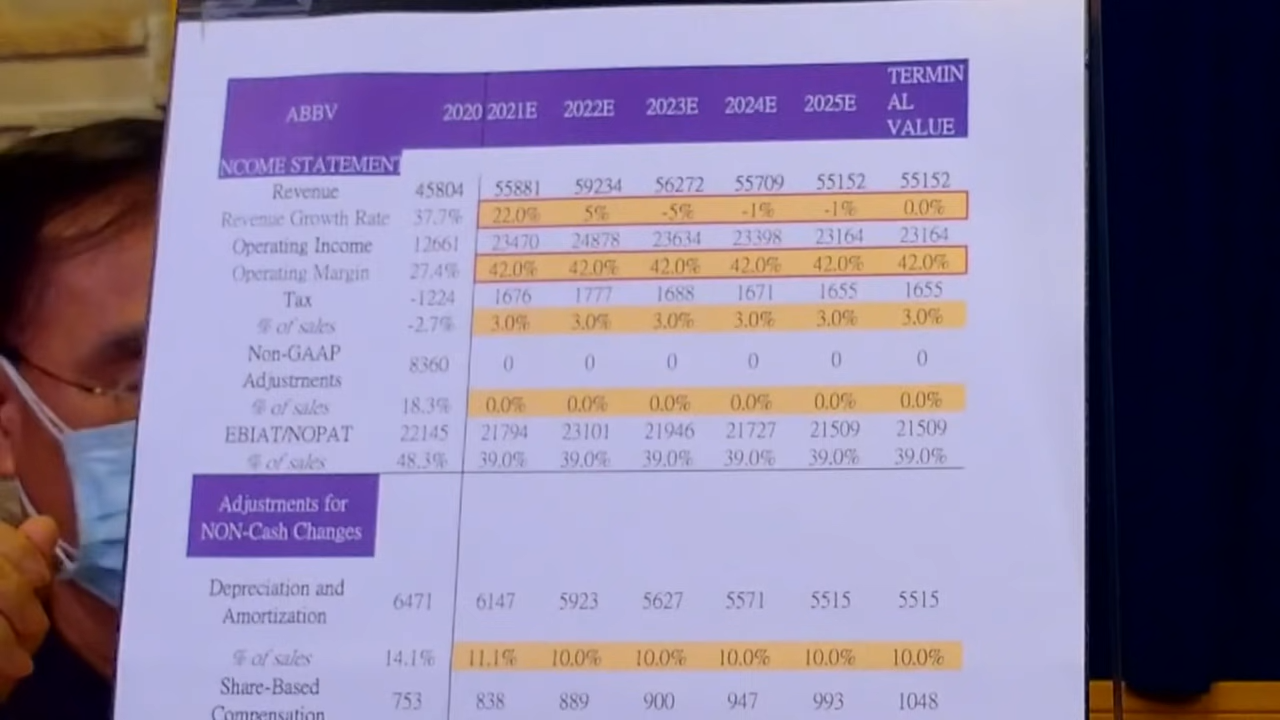 ABBV 2020 2021E 2022E 2023E 2024E 2025E TERMIN
AL
VALUE
NCOME STATEMENT
Revenue 45804 55881 59234 56272 55709 55152 55152
Revenue Growth Rate 37.7% 22.0% 5% -5% -1% -1% 0.0%
Operating Income 12661 23470 24878 23634 23398 23164 23164
Operating Margin 27.4% 42.0% 42.0% 42.0% 42.0% 42.0% 42.0%
Tax -1224 1676 1777 1688 1671 1655 1655
% of sales -2.7% 3.0% 3.0% 3.0% 3.0% 3.0% 3.0%
Non-GAAP
Adjustments 8360 0 0 0 0 0 0
% of sales 18.3% 0.0% 0.0% 0.0% 0.0% 0.0% 0.0%
EBIAT/NOPAT 22145 21794 23101 21946 21727 21509 21509
% of sales 48.3% 39.0% 39.0% 39.0% 39.0% 39.0% 39.0%
Adjustments for
NON-Cash Changes
Depreciation and
Amortization 6471 6147 5923 5627 5571 5515 5515
% of sales 14.1% 11.1% 10.0% 10.0% 10.0% 10.0% 10.0%
Share-Based
Compensation 753 838 889 900 947 993 1048